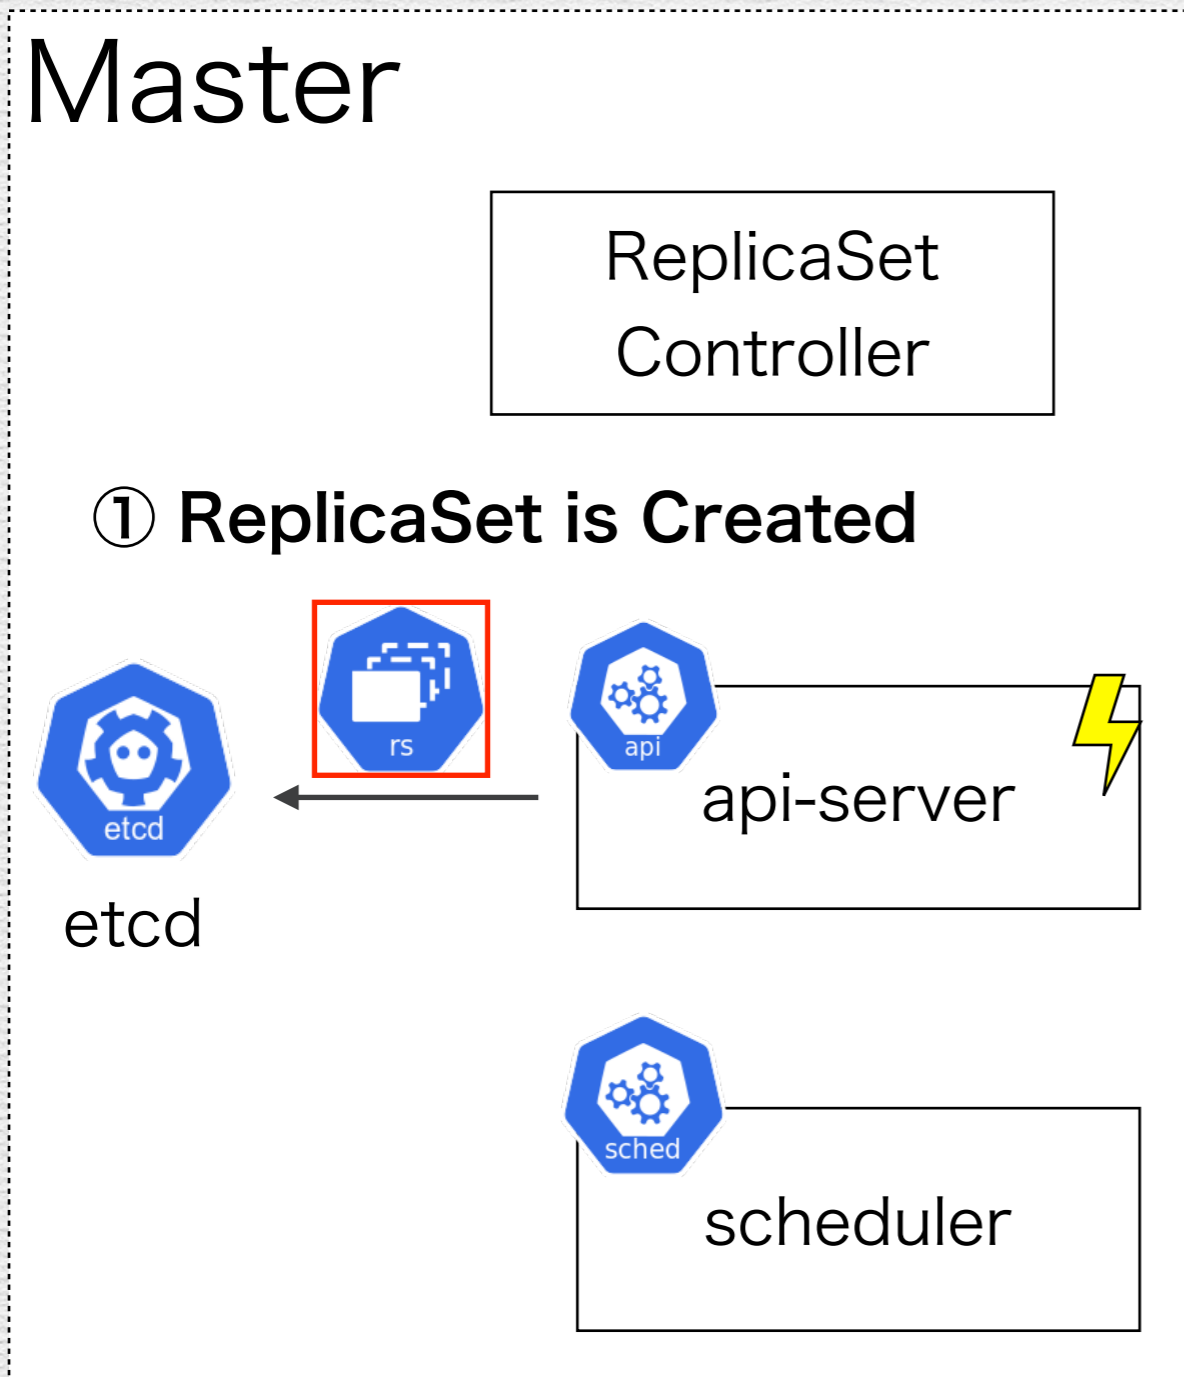 Master
ReplicaSet
Controller
① ReplicaSet is Created
rs
api
api-server
etcd
etcd
sched
scheduler